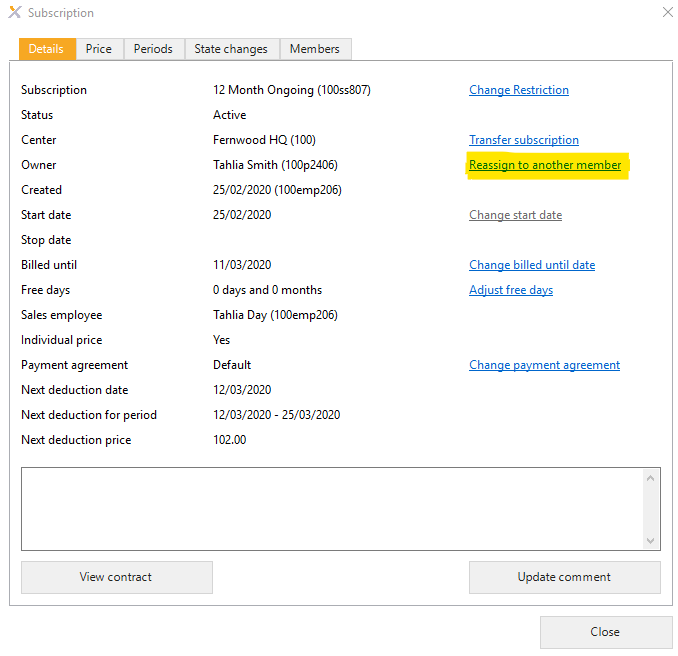 Subscription
Details Price Periods State changes Members
Subscription 12 Month Ongoing (100ss807) Change Restriction
Status Active
Center Fernwood HQ (100) Transfer subscription
Owner Tahlia Smith (100p2406) Reassign to another member
Created 25/02/2020 (100emp206)
Start date 25/02/2020 Change start date
Stop date
Billed until 11/03/2020 Change billed until date
Free days 0 days and 0 months Adjust free days
Sales employee Tahlia Day (100emp206)
Individual price Yes
Payment agreement Default Change payment agreement
Next deduction date 12/03/2020
Next deduction for period 12/03/2020 - 25/03/2020
Next deduction price 102.00
View contract Update comment
Close